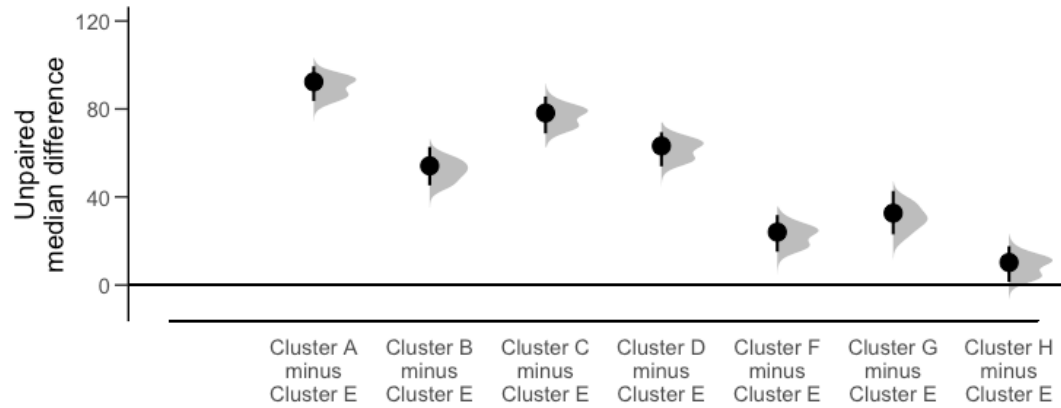 120
80
40
0
Unpaired
median difference
Cluster A
minus
Cluster E
Cluster B
minus
Cluster E
Cluster C
minus
Cluster E
Cluster D
minus
Cluster E
Cluster F
minus
Cluster E
Cluster G
minus
Cluster E
Cluster H
minus
Cluster E